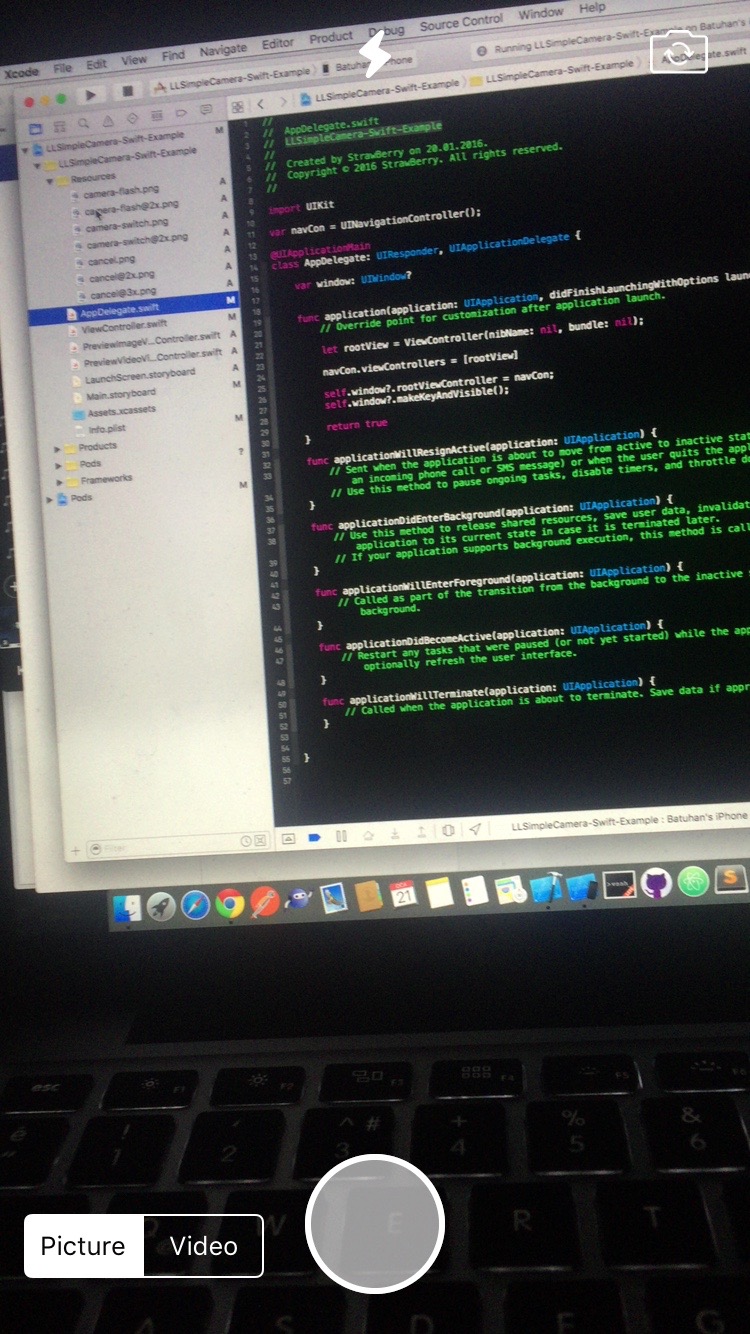 Xcode File Edit View Find Navigate Editor Product Debug Source Control Window Help
Running LLSimpleCamera-Swift-Example on Batuhan's
LLSimpleCamera-Swift-Example
LLSimpleCamera-Swift-Example
LLSimpleCamera-Swift-Example
AppDelegate.swift
LLSimpleCamera-Swift-Example M
LLSimpleCamera-Swift-Example
Resources
camera-flash.png A
camera-flash@2x.png A
camera-switch.png A
camera-switch@2x.png A
cancel.png A
cancel@2x.png A
cancel@3x.png A
AppDelegate.swift M
ViewController.swift M
PreviewImageV...Controller.swift A
PreviewVideoVi...Controller.swift A
LaunchScreen.storyboard A
Main.storyboard M
Assets.xcassets
Info.plist M
Products
Pods ?
Frameworks
Pods M
//
// AppDelegate.swift
// LLSimpleCamera-Swift-Example
//
// Created by StrawBerry on 20.01.2016.
// Copyright © 2016 StrawBerry. All rights reserved.
//
import UIKit
var navCon = UINavigationController();
@UIApplicationMain
class AppDelegate: UIResponder, UIApplicationDelegate {
var window: UIWindow?
func application(application: UIApplication, didFinishLaunchingWithOptions
// Override point for customization after application launch.
let rootView = ViewController(nibName: nil, bundle: nil);
navCon.viewControllers = [rootView]
self.window?.rootViewController = navCon;
self.window?.makeKeyAndVisible();
return true
}
func applicationWillResignActive(application: UIApplication) {
// Sent when the application is about to move from active to inactive
an incoming phone call or SMS message) or when the user quits the
// Use this method to pause ongoing tasks, disable timers, and throttle
}
func applicationDidEnterBackground(application: UIApplication) {
// Use this method to release shared resources, save user data,
application to its current state in case it is terminated later.
// If your application supports background execution, this method is
}
func applicationWillEnterForeground(application: UIApplication) {
// Called as part of the transition from the background to the inactive
background.
}
func applicationDidBecomeActive(application: UIApplication) {
// Restart any tasks that were paused (or not yet started) while the
optionally refresh the user interface.
}
func applicationWillTerminate(application: UIApplication) {
// Called when the application is about to terminate. Save data if
}
}
Filter
LLSimpleCamera-Swift-Example : Batuhan's iPhone
21
esc F1 F2 F3 F4 F5 F6
é ! 1 2 ^ # 3 + 4 % 5 & 6
W E R T
A S D F G
Picture Video